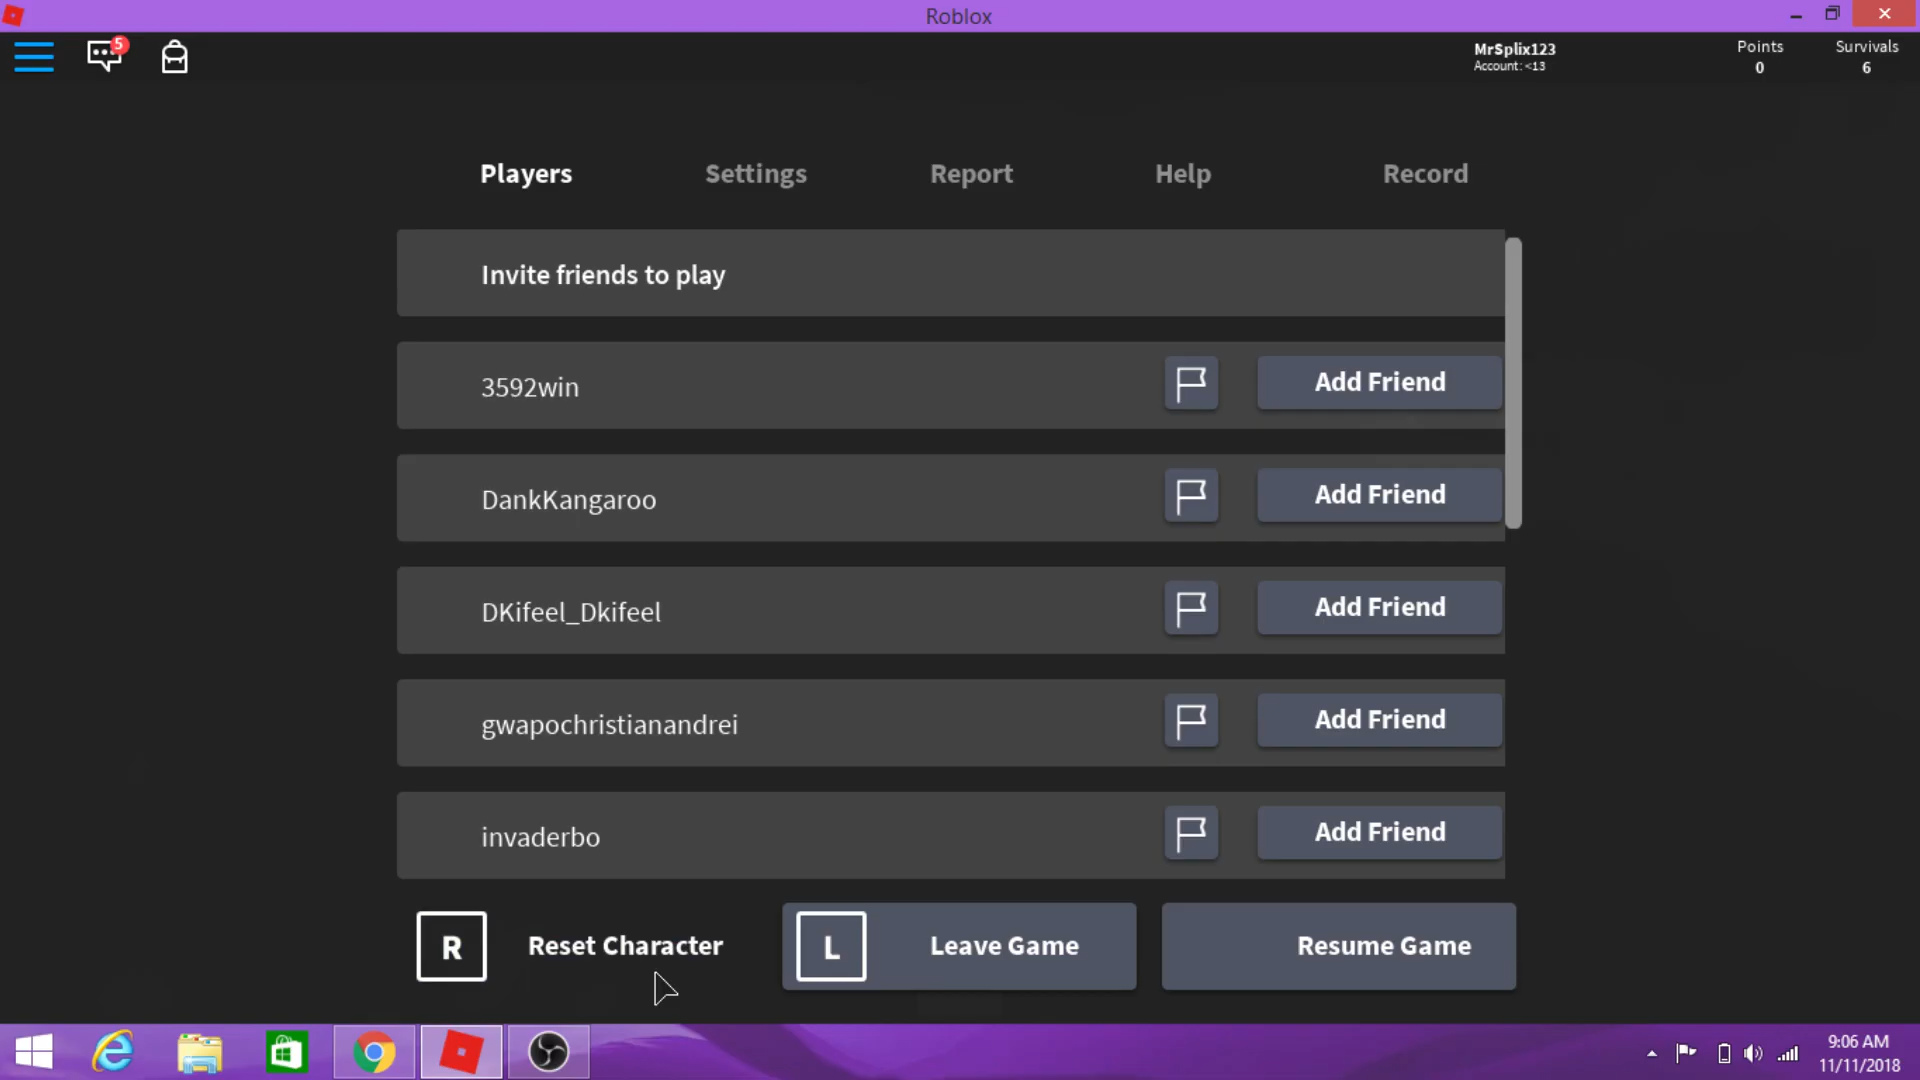 Roblox
5
MrSplix123
Account: <13
Points
0
Survivals
6
Players
Settings
Report
Help
Record
Invite friends to play
3592win
Add Friend
DankKangaroo
Add Friend
DKifeel_Dkifeel
Add Friend
gwapochristianandrei
Add Friend
invaderbo
Add Friend
R
Reset Character
L
Leave Game
Resume Game
9:06 AM
11/11/2018